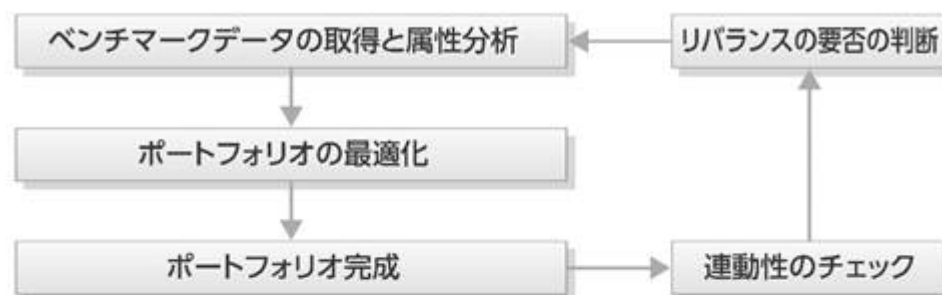 ベンチマークデータの取得と属性分析
リバランスの要否の判断
ポートフォリオの最適化
ポートフォリオ完成
連動性のチェック